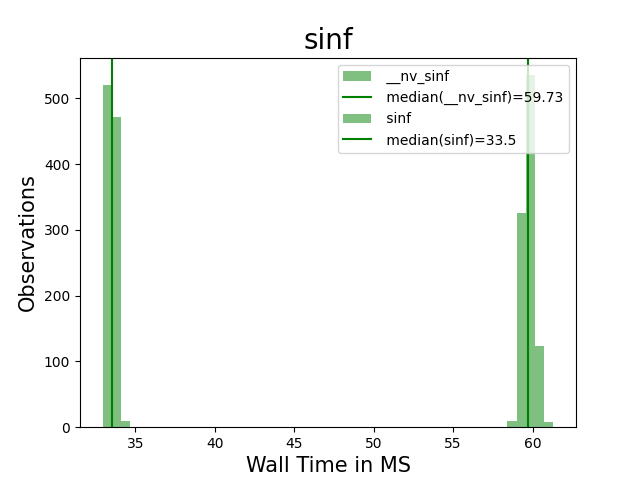 sinf
__nv_sinf
median(__nv_sinf)=59.73
sinf
median(sinf)=33.5
Observations
500
400
300
200
100
0
35
40
45
50
55
60
Wall Time in MS